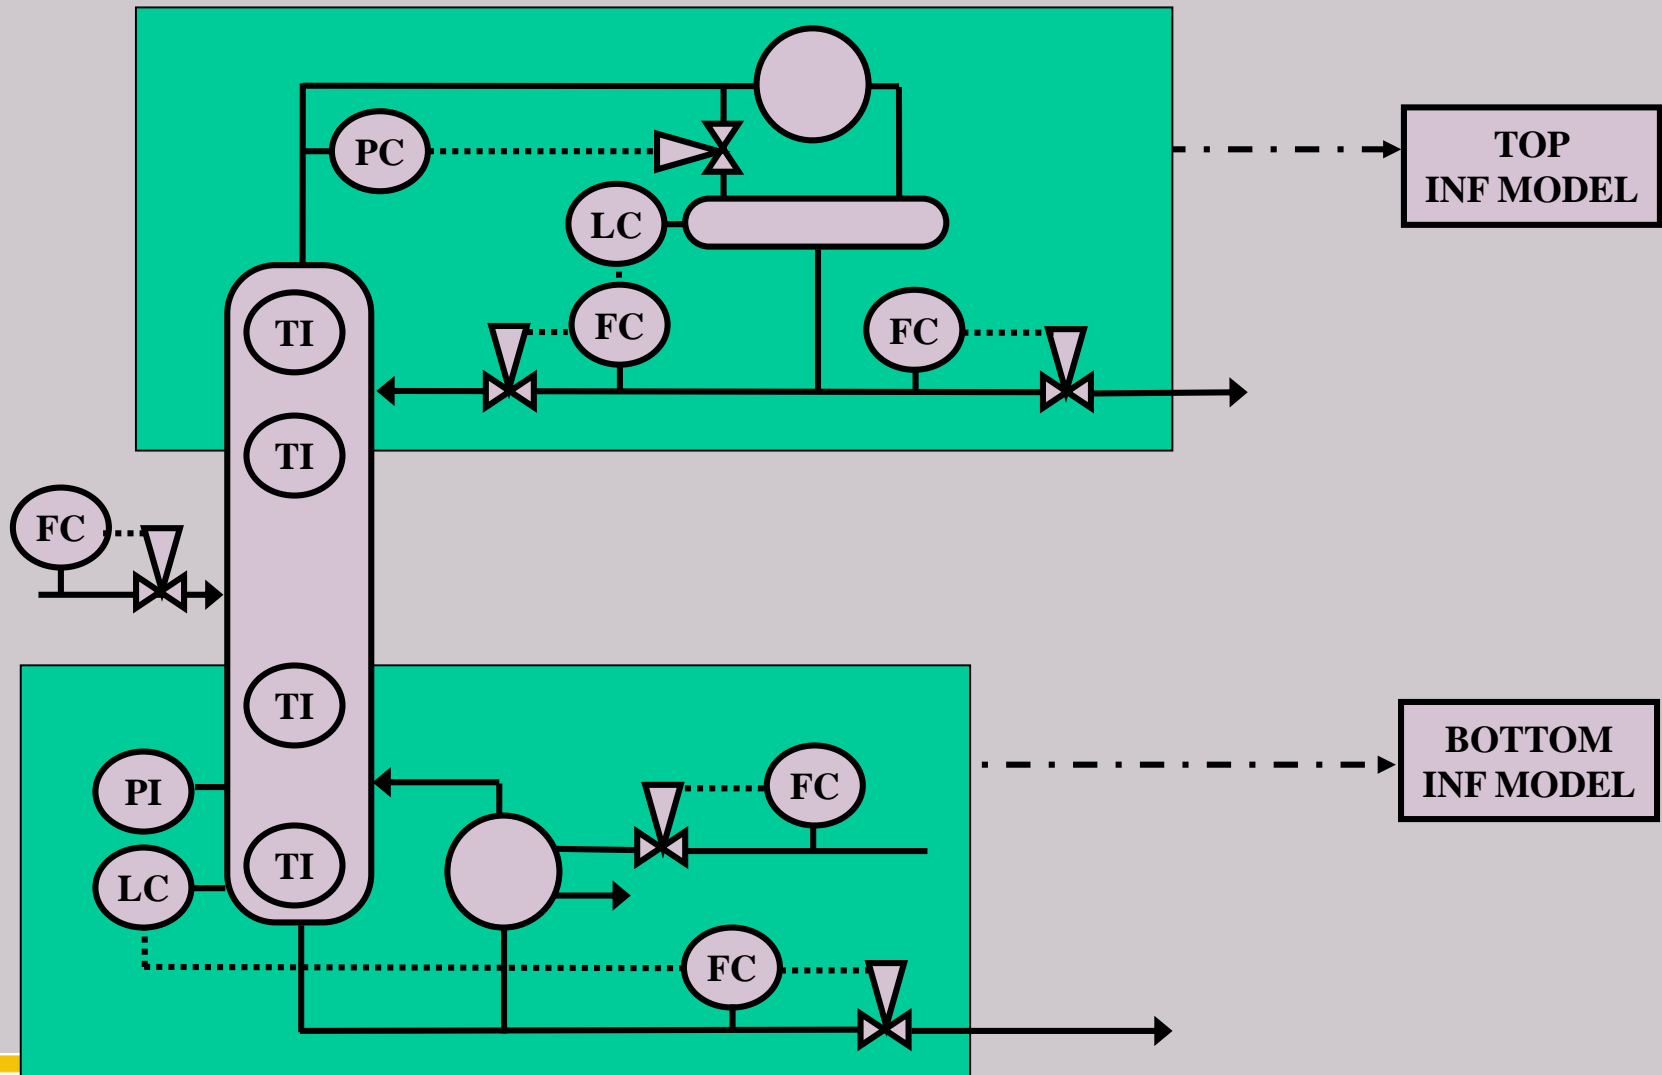 PC
TOP
INF MODEL
LC
TI
FC
FC
TI
FC
TI
BOTTOM
INF MODEL
PI
FC
TI
LC
FC